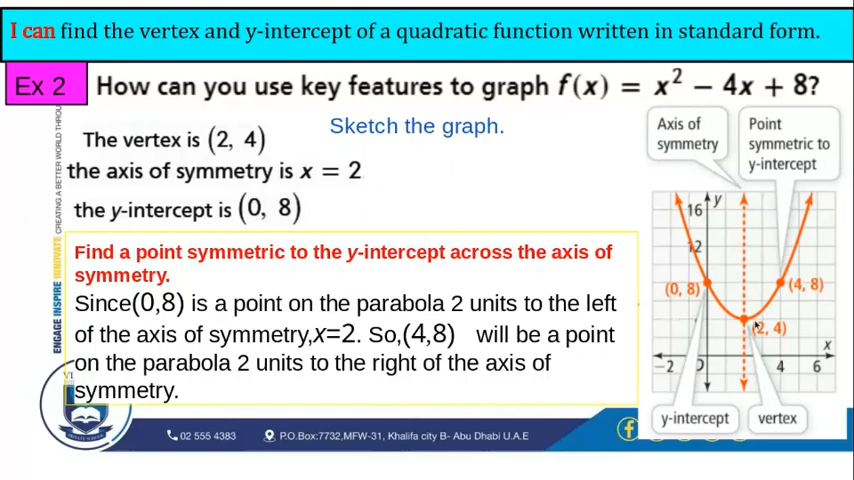 I can find the vertex and y-intercept of a quadratic function written in standard form.
Ex 2
How can you use key features to graph f(x) = x² − 4x + 8?
Sketch the graph.
The vertex is (2, 4)
the axis of symmetry is x = 2
the y-intercept is (0, 8)
Find a point symmetric to the y-intercept across the axis of
symmetry.
Since(0,8) is a point on the parabola 2 units to the left
of the axis of symmetry,x=2. So,(4,8) will be a point
on the parabola 2 units to the right of the axis of
symmetry.
Axis of
symmetry
Point
symmetric to
y-intercept
y
16
12
(0, 8)
(4, 8)
(2, 4)
x
−2
O
4
6
y-intercept
vertex
ENGAGE INSPIRE INNOVATE CREATING A BETTER WORLD THROU
VI
PRIVATE SCHOOL
02 555 4383
P.O.Box:7732,MFW-31, Khalifa city B- Abu Dhabi U.A.E
f